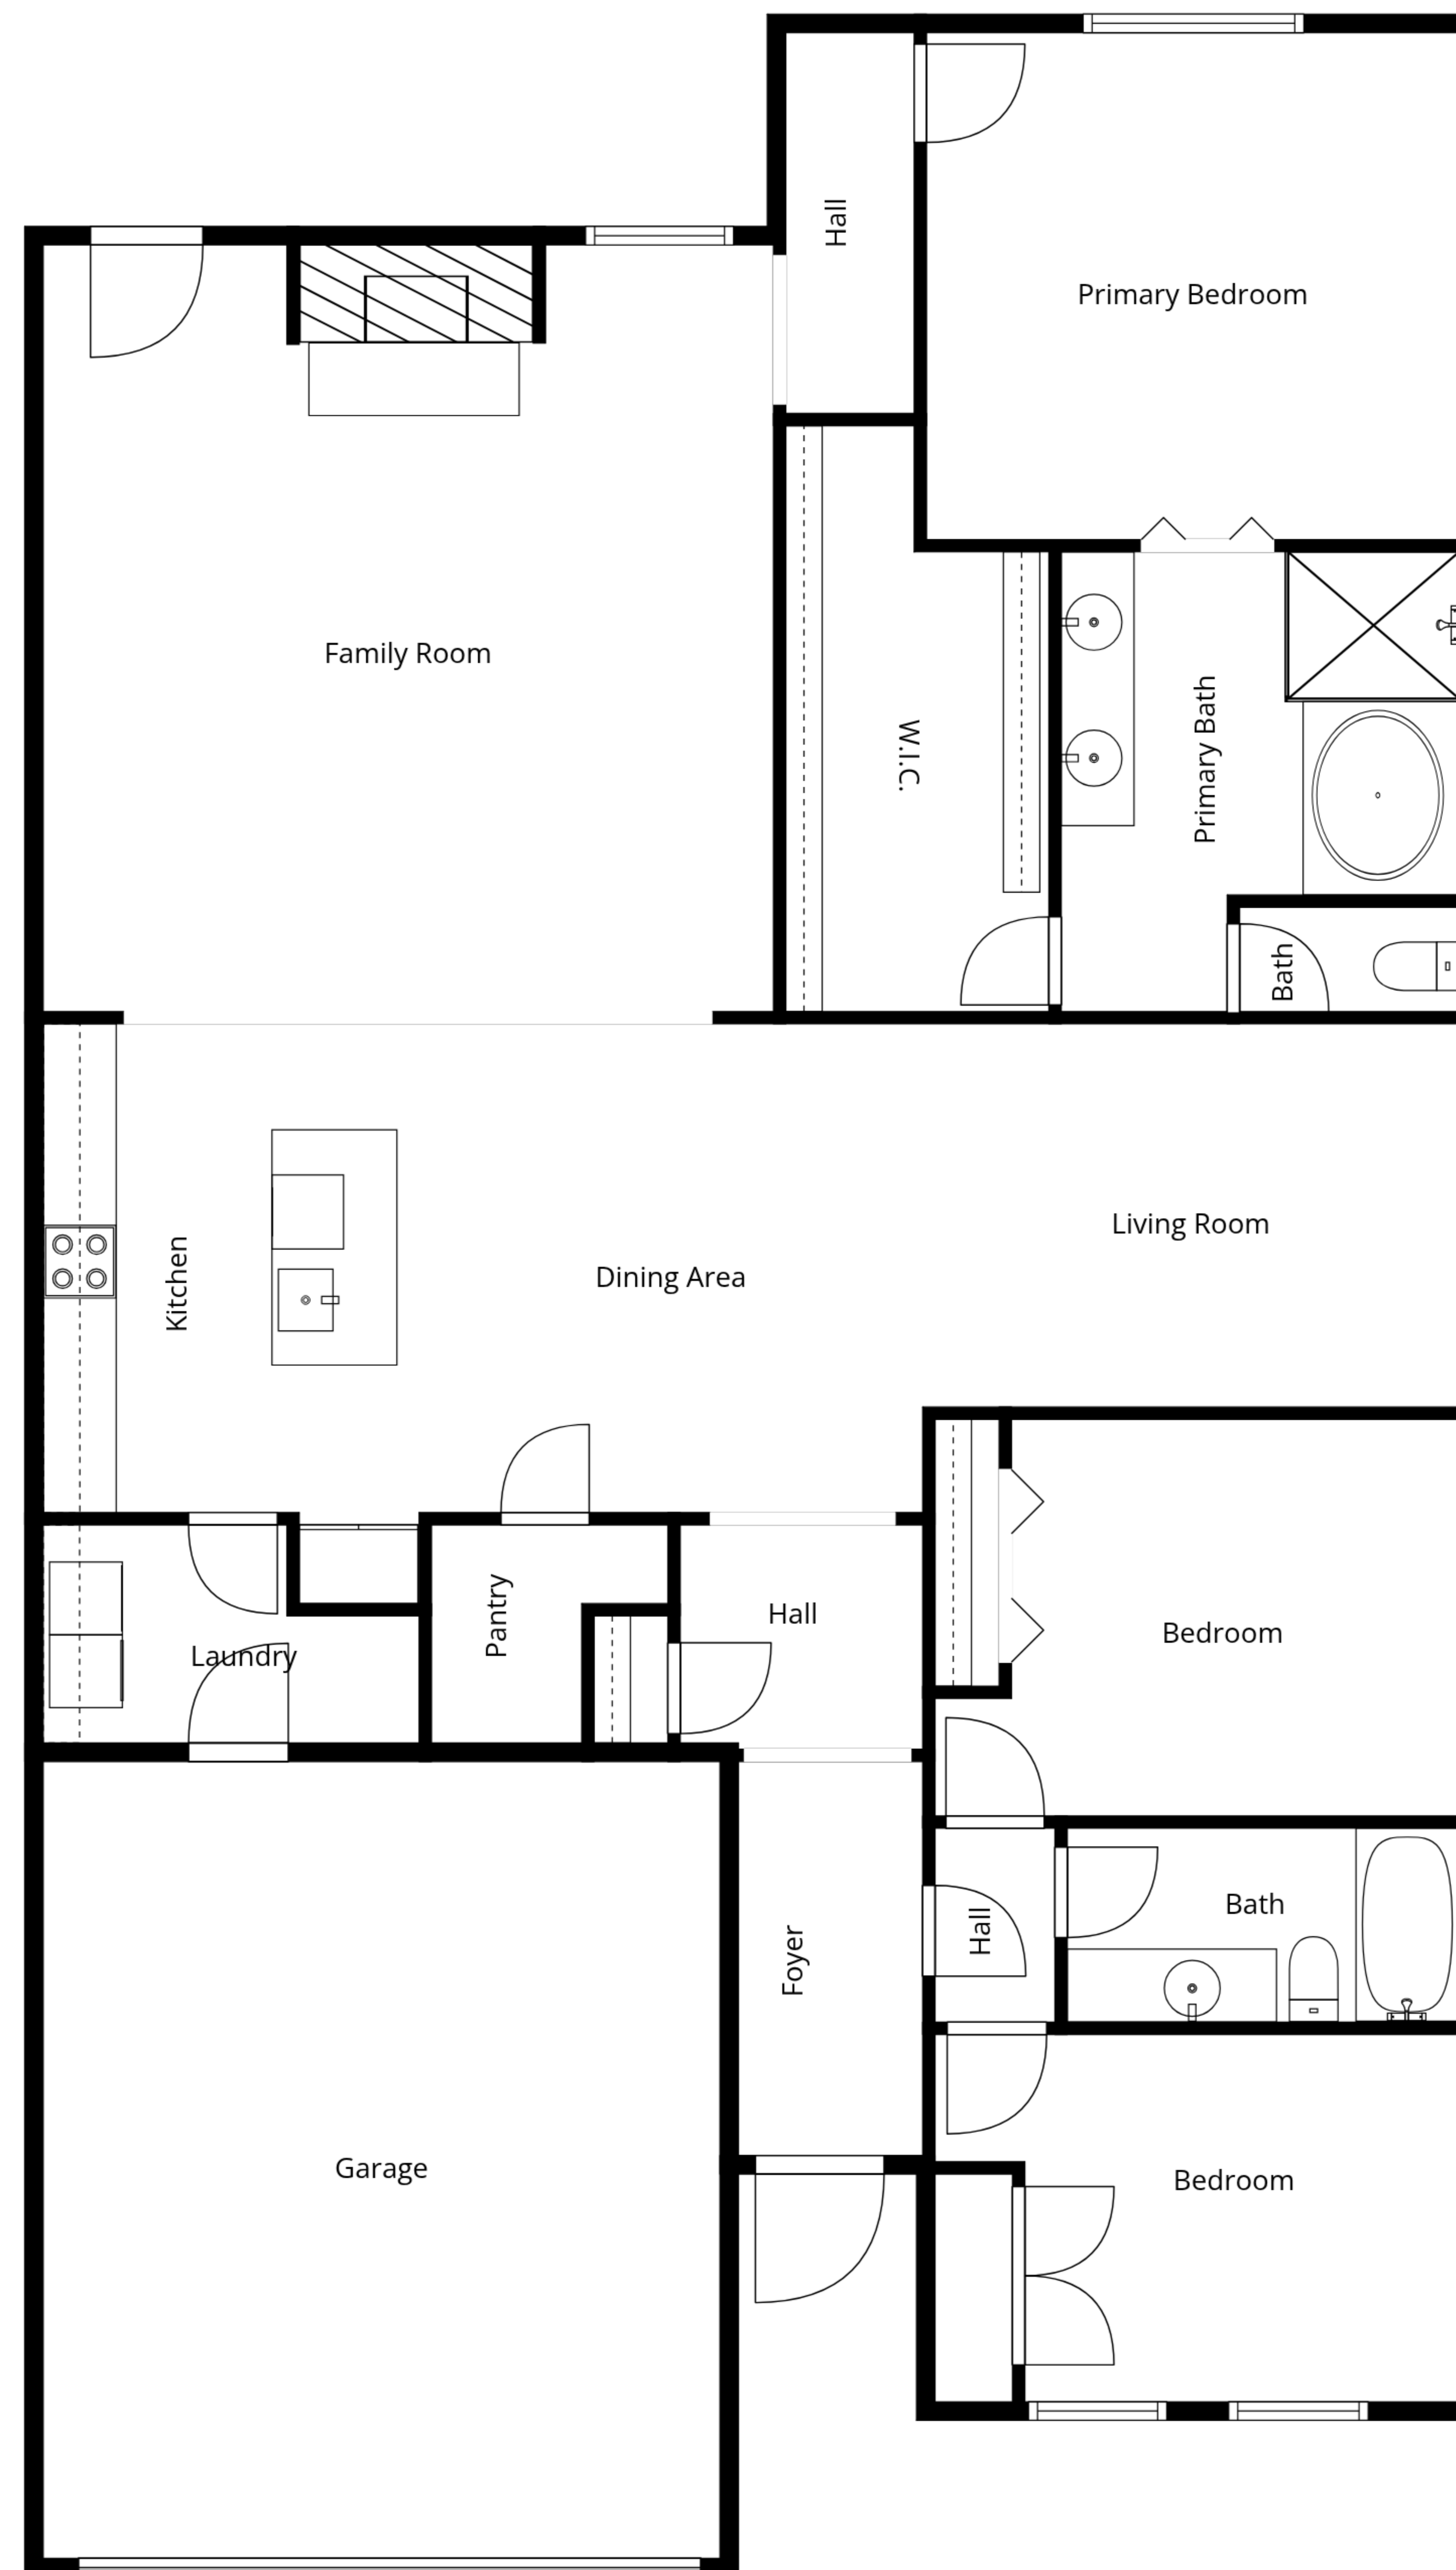 Hall
Primary Bedroom
Family Room
W.I.C.
Primary Bath
Bath
Kitchen
Dining Area
Living Room
Laundry
Pantry
Hall
Bedroom
Foyer
Hall
Bath
Garage
Bedroom